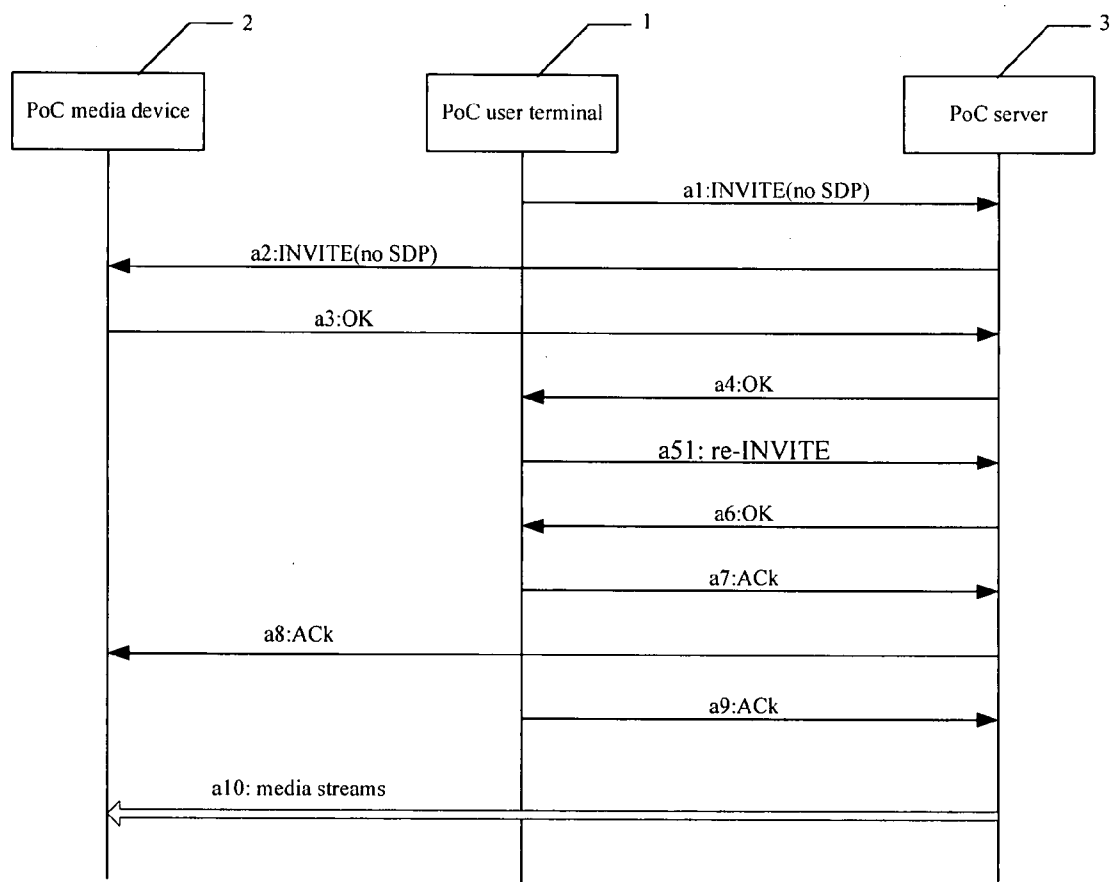 2
1
3
PoC media device
PoC user terminal
PoC server
a1:INVITE(no SDP)
a2:INVITE(no SDP)
a3:OK
a4:OK
a51: re-INVITE
a6:OK
a7:ACk
a8:ACk
a9:ACk
a10: media streams